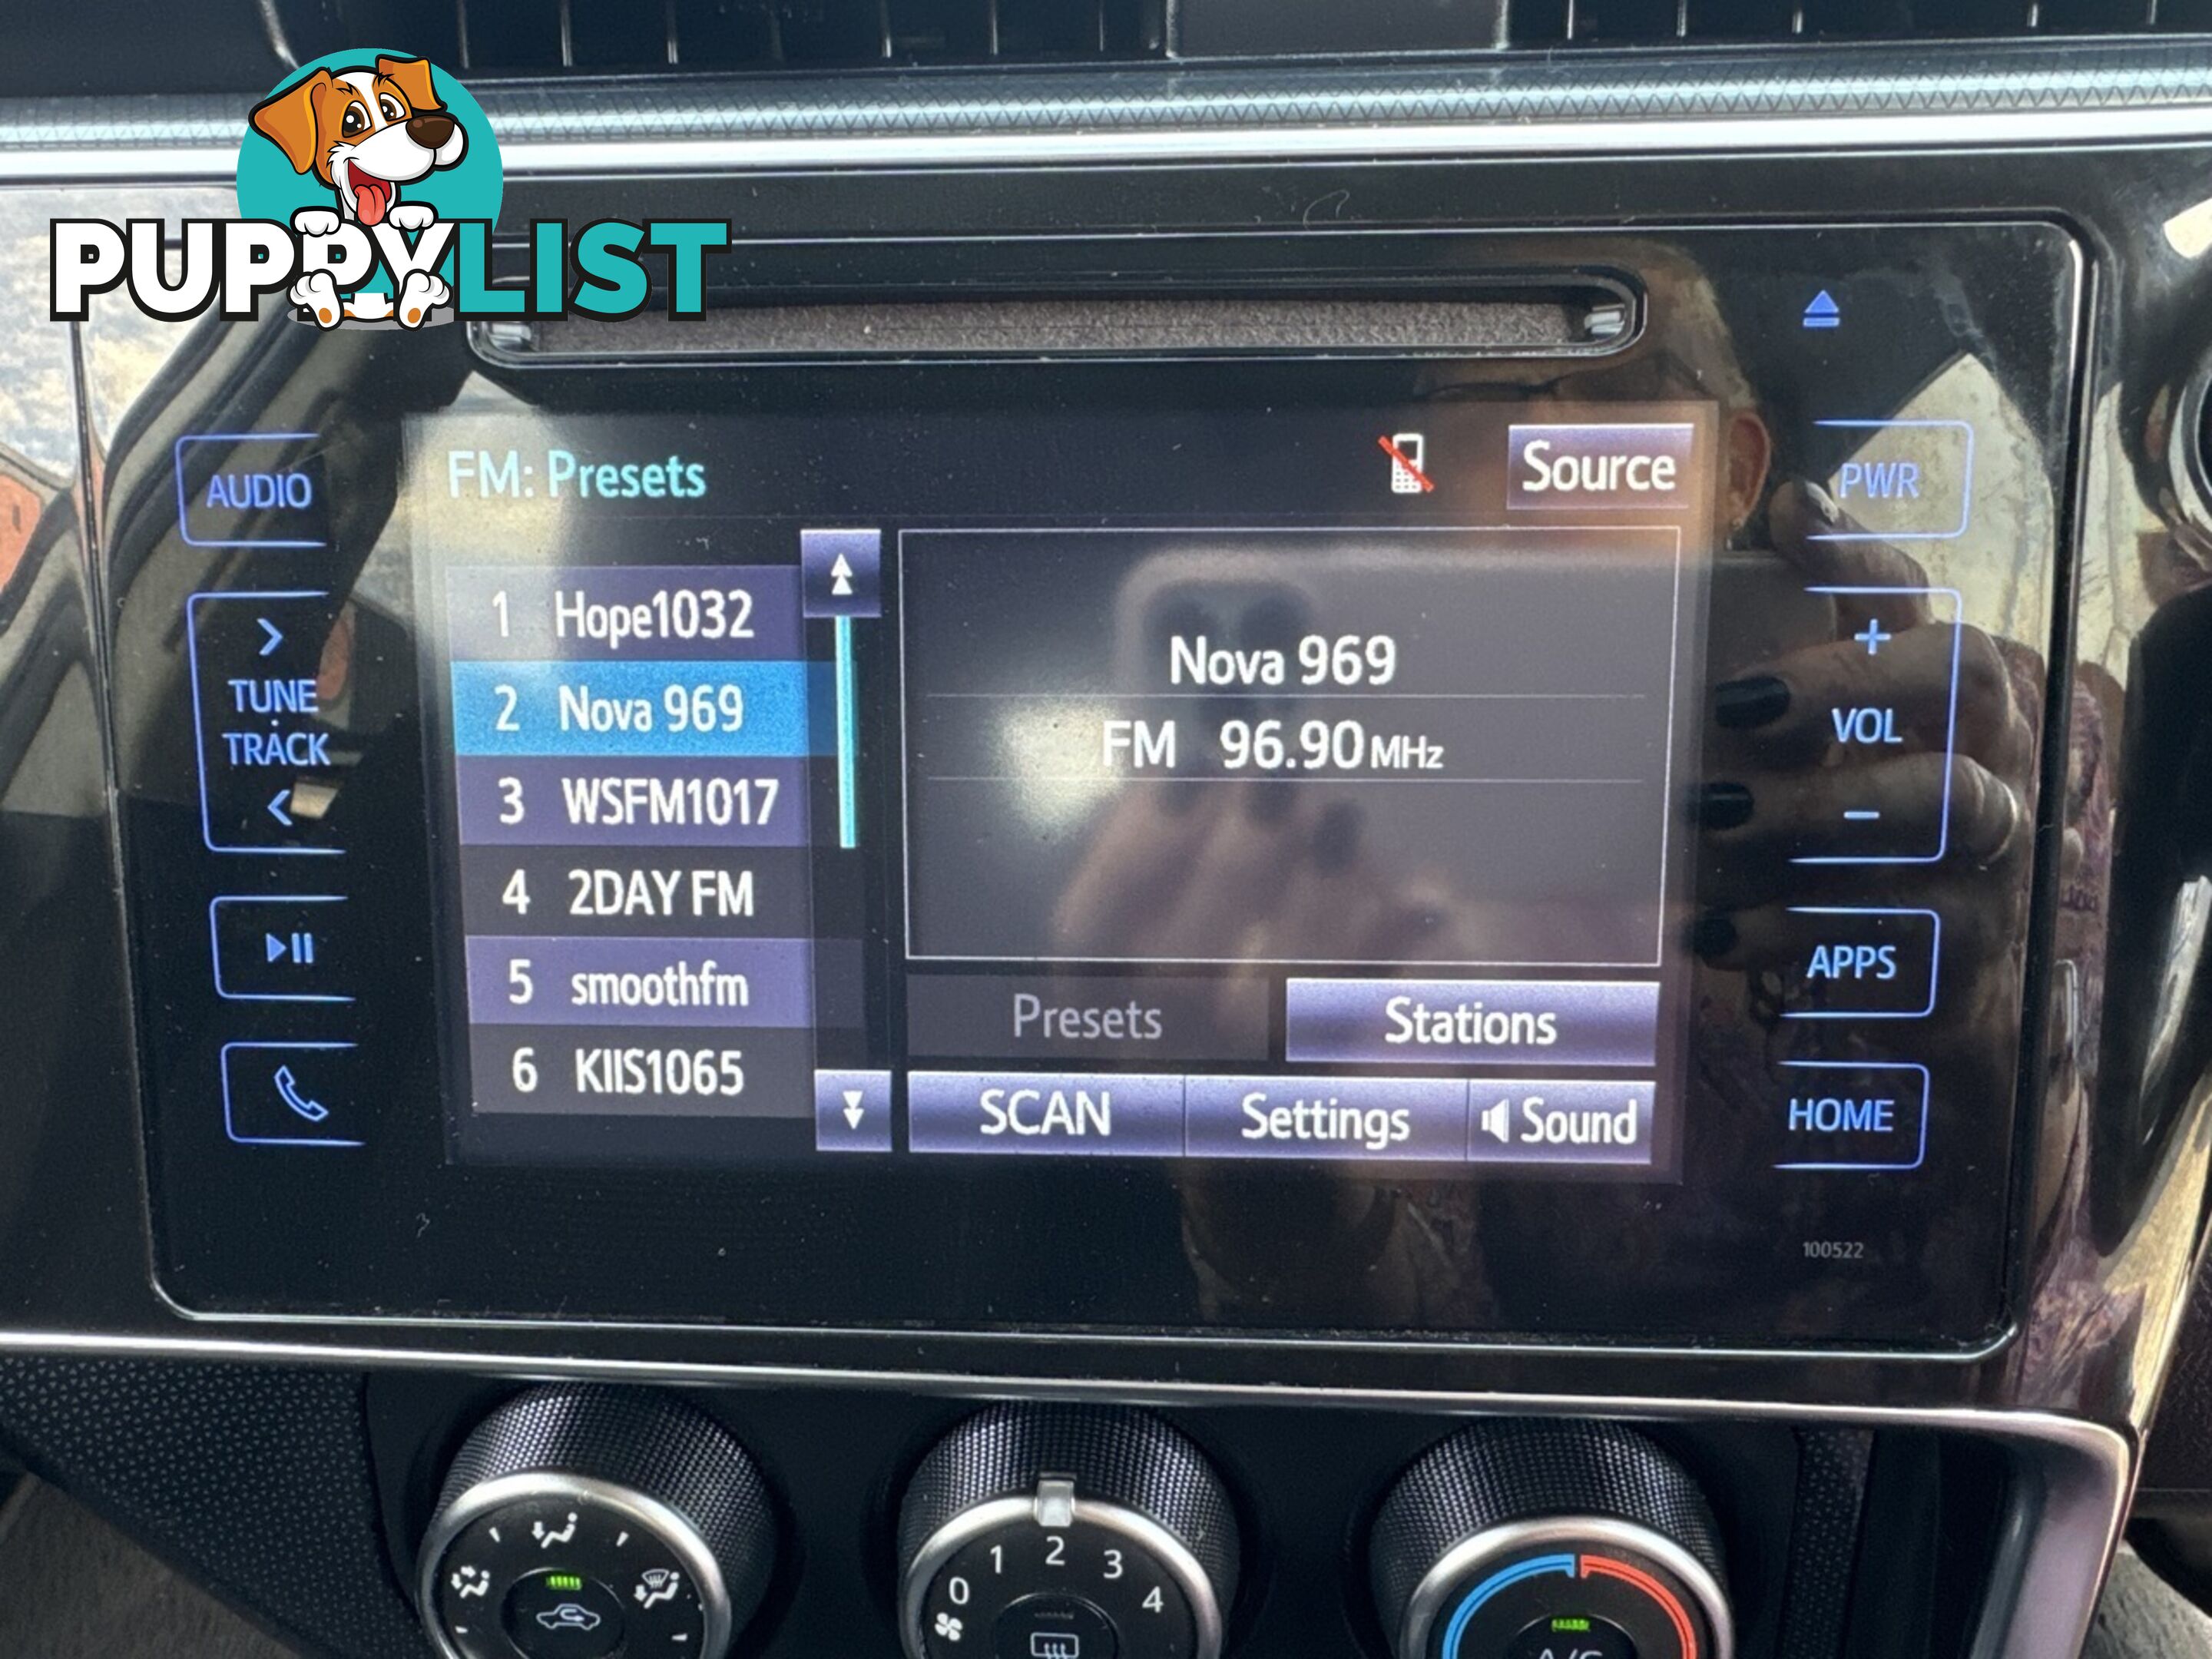 PUPPYLIST
FM: Presets
Source
AUDIO
PWR
1 Hope1032
2 Nova 969
3 WSFM1017
4 2DAY FM
5 smoothfm
6 KIIS1065
Nova 969
FM 96.90 MHz
TUNE
TRACK
+
VOL
-
Presets
Stations
APPS
SCAN
Settings
Sound
HOME
100522
0 1 2 3 4
A/C